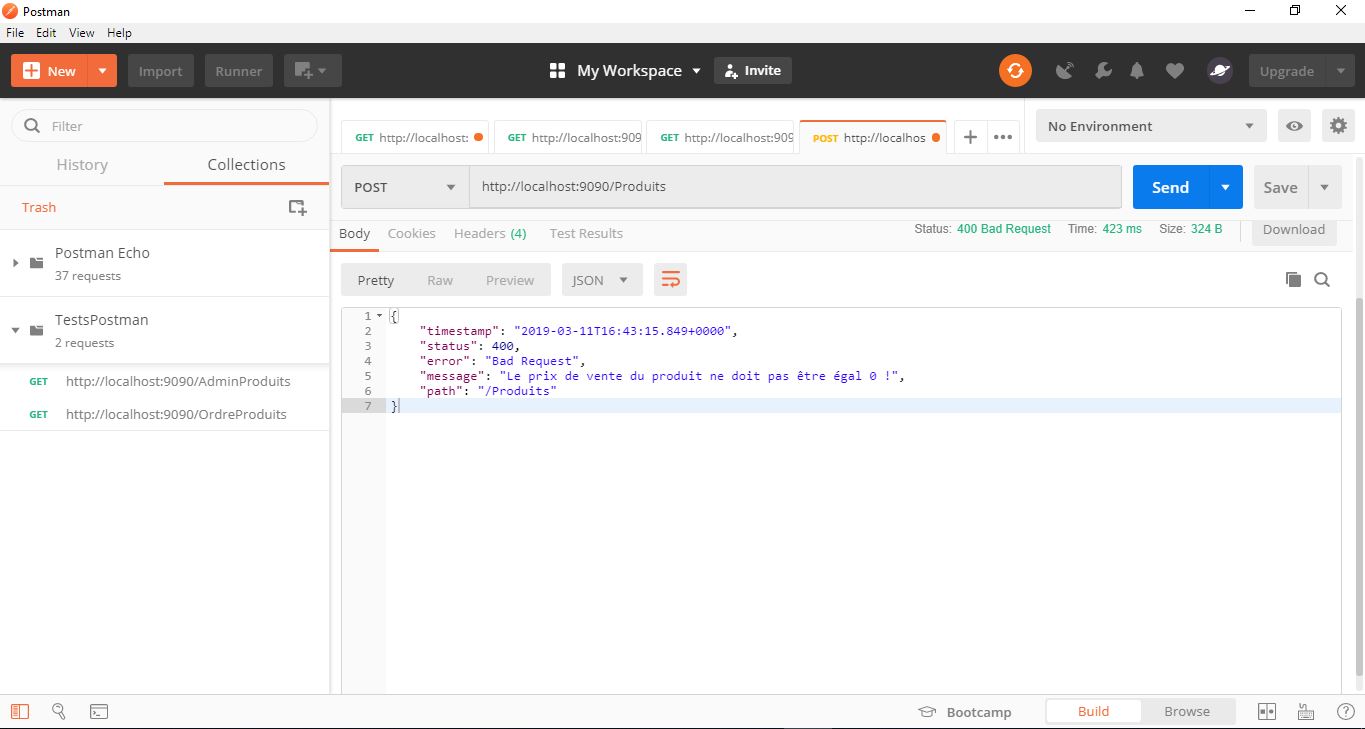 Postman
File Edit View Help
New Import Runner My Workspace Invite Upgrade
Filter
History Collections
Trash
Postman Echo
37 requests
TestsPostman
2 requests
GET http://localhost:9090/AdminProduits
GET http://localhost:9090/OrdreProduits
GET http://localhost: GET http://localhost:909 GET http://localhost:909 POST http://localhos No Environment
POST http://localhost:9090/Produits Send Save
Body Cookies Headers (4) Test Results Status: 400 Bad Request Time: 423 ms Size: 324 B Download
Pretty Raw Preview JSON
1 {
2 "timestamp": "2019-03-11T16:43:15.849+0000",
3 "status": 400,
4 "error": "Bad Request",
5 "message": "Le prix de vente du produit ne doit pas être égal 0 !",
6 "path": "/Produits"
7 }
Bootcamp Build Browse